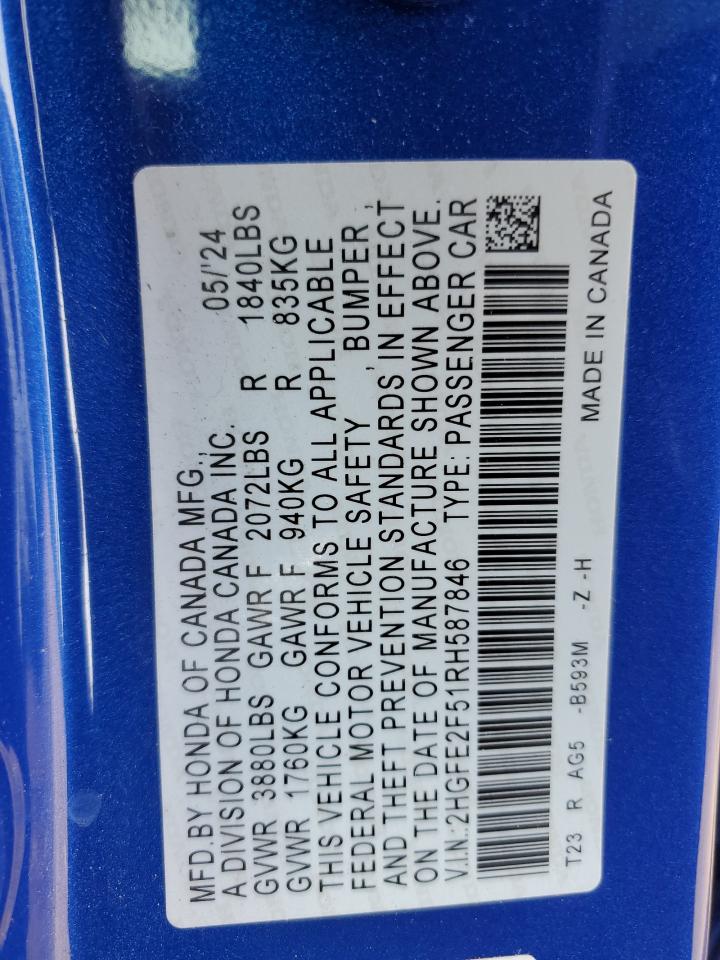 MFD.BY HONDA OF CANADA MFG., 05/'24
A DIVISION OF HONDA CANADA INC.
GVWR 3880LBS GAWR F 2072LBS R 1840LBS
GVWR 1760KG GAWR F 940KG R 835KG
THIS VEHICLE CONFORMS TO ALL APPLICABLE
FEDERAL MOTOR VEHICLE SAFETY , BUMPER ,
AND THEFT PREVENTION STANDARDS IN EFFECT
ON THE DATE OF MANUFACTURE SHOWN ABOVE.
V.I.N.:2HGFE2F51RH587846 TYPE: PASSENGER CAR
T23 R AG5 -B593M -Z -H MADE IN CANADA